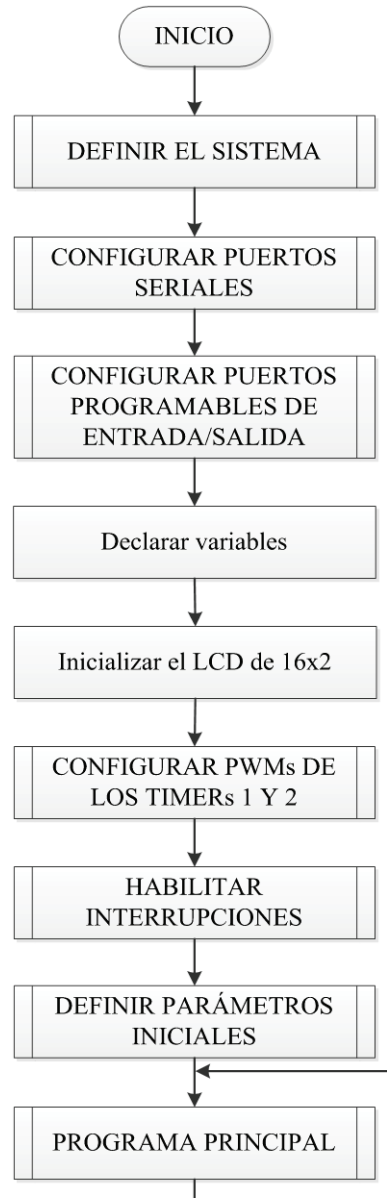 INICIO
DEFINIR EL SISTEMA
CONFIGURAR PUERTOS
SERIALES
CONFIGURAR PUERTOS
PROGRAMABLES DE
ENTRADA/SALIDA
Declarar variables
Inicializar el LCD de 16x2
CONFIGURAR PWMs DE
LOS TIMERs 1 Y 2
HABILITAR
INTERRUPCIONES
DEFINIR PARÁMETROS
INICIALES
PROGRAMA PRINCIPAL